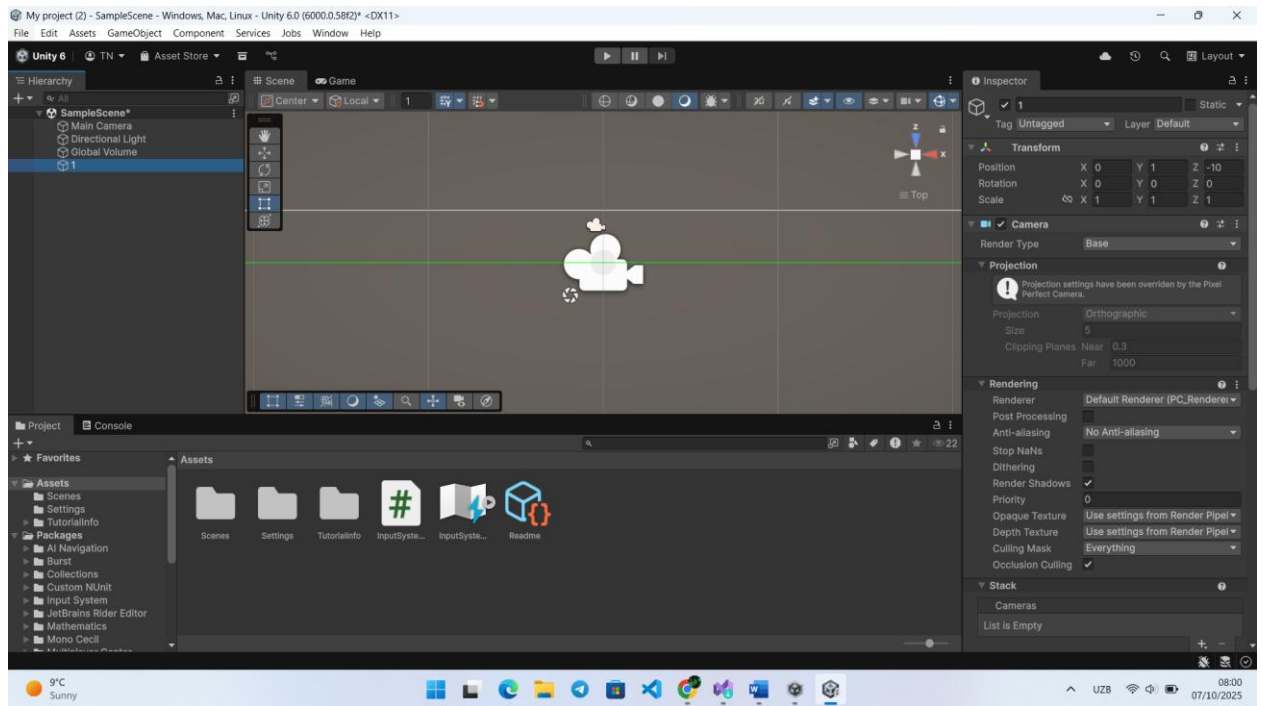 My project (2) - SampleScene - Windows, Mac, Linux - Unity 6.0 (6000.0.58f2)* <DX11>
File Edit Assets GameObject Component Services Jobs Window Help
Unity 6 TN Asset Store Layout
Hierarchy
All
SampleScene*
Main Camera
Directional Light
Global Volume
1
Scene Game
Center Local 1 2D
z
x
Top
Inspector
1 Static
Tag Untagged Layer Default
Transform
Position X 0 Y 1 Z -10
Rotation X 0 Y 0 Z 0
Scale X 1 Y 1 Z 1
Camera
Render Type Base
Projection
Projection settings have been overriden by the Pixel
Perfect Camera.
Projection Orthographic
Size 5
Clipping Planes Near 0.3
Far 1000
Rendering
Renderer Default Renderer (PC_Renderer
Post Processing
Anti-aliasing No Anti-aliasing
Stop NaNs
Dithering
Render Shadows
Priority 0
Opaque Texture Use settings from Render Pipel
Depth Texture Use settings from Render Pipel
Culling Mask Everything
Occlusion Culling
Stack
Cameras
List is Empty
Project Console
22
Favorites
Assets
Scenes
Settings
TutorialInfo
Packages
AI Navigation
Burst
Collections
Custom NUnit
Input System
JetBrains Rider Editor
Mathematics
Mono Cecil
Multiplayer Center
Assets
Scenes Settings TutorialInfo InputSyste... InputSyste... Readme
9°C
Sunny
UZB
08:00
07/10/2025